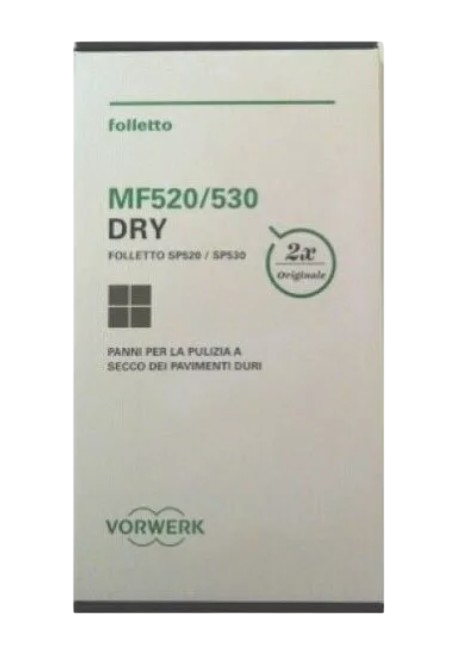 folletto
MF520/530
DRY
FOLLETTO SP520 / SP530
2x
Originale
PANNI PER LA PULIZIA A
SECCO DEI PAVIMENTI DURI
VORWERK